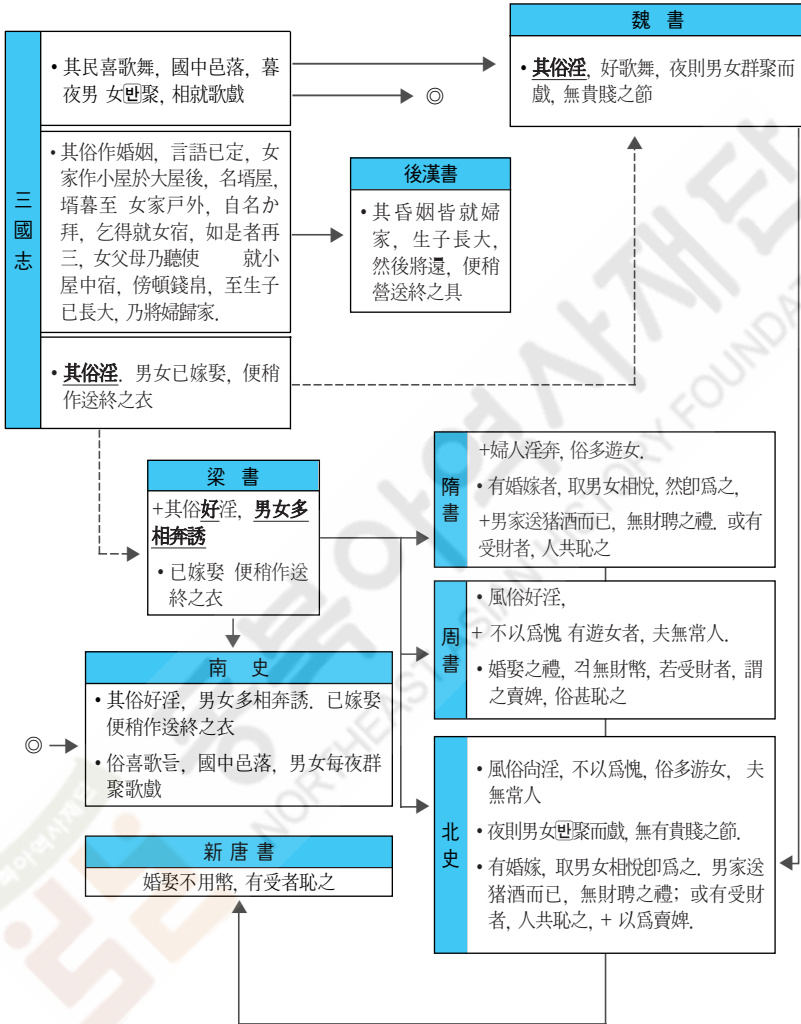 魏 書
• 其俗淫, 好歌舞, 夜則男女群聚而
戲, 無貴賤之節
三國志
• 其民喜歌舞, 國中邑落, 暮
夜男 女반聚, 相就歌戲
◎
• 其俗作婚姻, 言語已定, 女
家作小屋於大屋後, 名壻屋,
壻暮至 女家戶外, 自名か
拜, 乞得就女宿, 如是者再
三, 女父母乃聽使 就小
屋中宿, 傍頓錢帛, 至生子
已長大, 乃將婦歸家.
後漢書
• 其昏姻皆就婦
家, 生子長大,
然後將還, 便稍
營送終之具
• 其俗淫. 男女已嫁娶, 便稍
作送終之衣
梁 書
+其俗好淫, 男女多
相奔誘
• 已嫁娶 便稍作送
終之衣
隋書
+婦人淫奔, 俗多遊女.
• 有婚嫁者, 取男女相悅, 然卽爲之,
+男家送猪酒而已, 無財聘之禮. 或有
受財者, 人共恥之
周書
• 風俗好淫,
+ 不以爲愧 有遊女者, 夫無常人.
• 婚娶之禮, 걱無財幣, 若受財者, 謂
之賣婢, 俗甚恥之
南 史
• 其俗好淫, 男女多相奔誘. 已嫁娶
便稍作送終之衣
• 俗喜歌듣, 國中邑落, 男女每夜群
聚歌戲
◎
北史
• 風俗尙淫, 不以爲愧, 俗多游女, 夫
無常人
• 夜則男女반聚而戲, 無有貴賤之節.
• 有婚嫁, 取男女相悅卽爲之. 男家送
猪酒而已, 無財聘之禮; 或有受財
者, 人共恥之, + 以爲賣婢.
新唐書
婚娶不用幣, 有受者恥之
동북아역사재단
NORTHEAST ASIAN HISTORY FOUNDATION